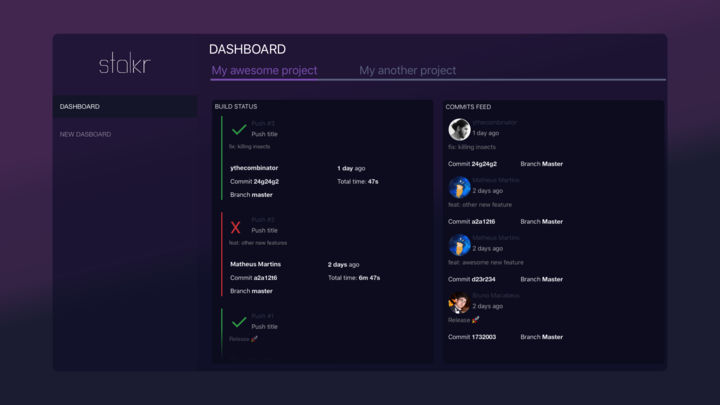 stalkr
DASHBOARD
NEW DASBOARD
DASHBOARD
My awesome project
My another project
BUILD STATUS
Push #3
Push title
fix: killing insects
ythecombinator
1 day ago
Commit 24g24g2
Total time: 47s
Branch master
Push #2
Push title
feat: other new features
Matheus Martins
2 days ago
Commit a2a12t6
Total time: 6m 47s
Branch master
Push #1
Push title
Release 🚀
COMMITS FEED
ythecombinator
1 day ago
fix: killing insects
Commit 24g24g2
Branch Master
Matheus Martins
2 days ago
feat: other new feature
Commit a2a12t6
Branch Master
Matheus Martins
2 days ago
feat: awesome new feature
Commit d23r234
Branch Master
Bruno Macabeus
2 days ago
Release 🚀
Commit 1732003
Branch Master